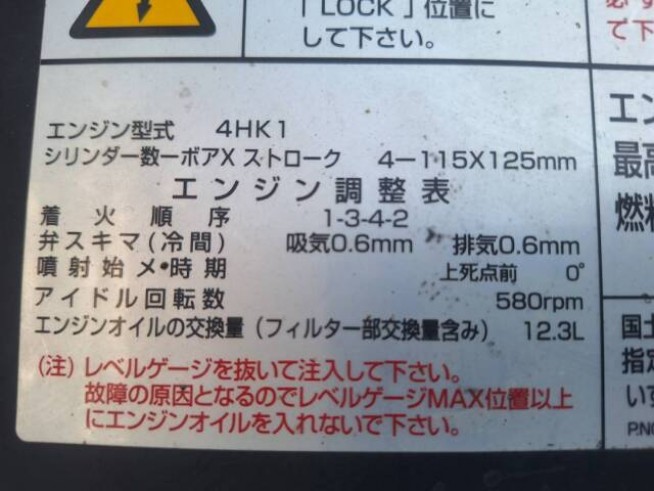 「LOCK」位置に
して下さい。
エンジン型式 4HK1
シリンダー数ーボアX ストローク 4ー115X125mm
エンジン調整表
着火順序 1-3-4-2
弁スキマ(冷間) 吸気0.6mm 排気0.6mm
噴射始メ•時期 上死点前 0°
アイドル回転数 580rpm
エンジンオイルの交換量(フィルター部交換量含み) 12.3L
(注) レベルゲージを抜いて注入して下さい。
故障の原因となるのでレベルゲージMAX位置以上
にエンジンオイルを入れないで下さい。
必ず
で下
エン
最高
燃料
国土
指定
いす
P.NO